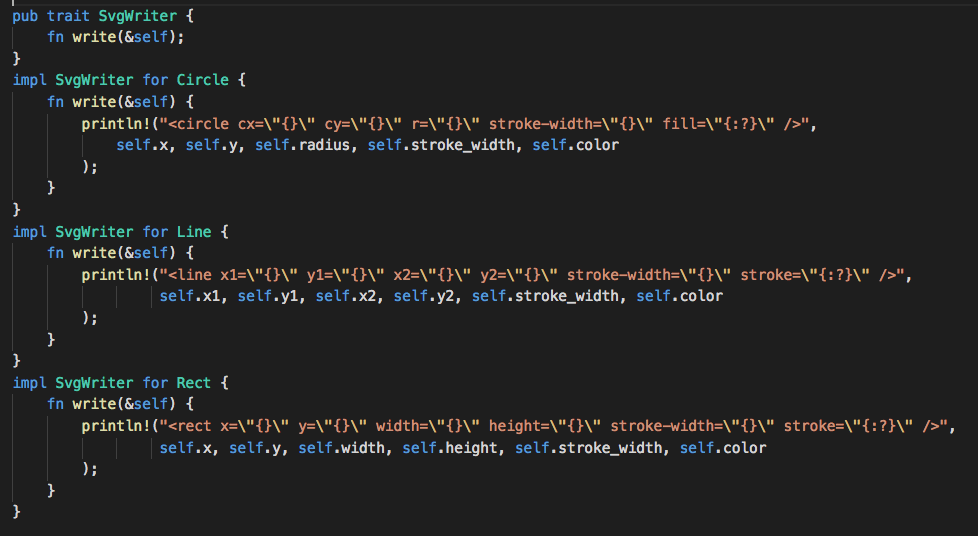 pub trait SvgWriter {
    fn write(&self);
}
impl SvgWriter for Circle {
    fn write(&self) {
        println!("<circle cx=\"{}\" cy=\"{}\" r=\"{}\" stroke-width=\"{}\" fill=\"{:?}\" />",
            self.x, self.y, self.radius, self.stroke_width, self.color
        );
    }
}
impl SvgWriter for Line {
    fn write(&self) {
        println!("<line x1=\"{}\" y1=\"{}\" x2=\"{}\" y2=\"{}\" stroke-width=\"{}\" stroke=\"{:?}\" />",
                 self.x1, self.y1, self.x2, self.y2, self.stroke_width, self.color
        );
    }
}
impl SvgWriter for Rect {
    fn write(&self) {
        println!("<rect x=\"{}\" y=\"{}\" width=\"{}\" height=\"{}\" stroke-width=\"{}\" stroke=\"{:?}\" />",
                 self.x, self.y, self.width, self.height, self.stroke_width, self.color
        );
    }
}